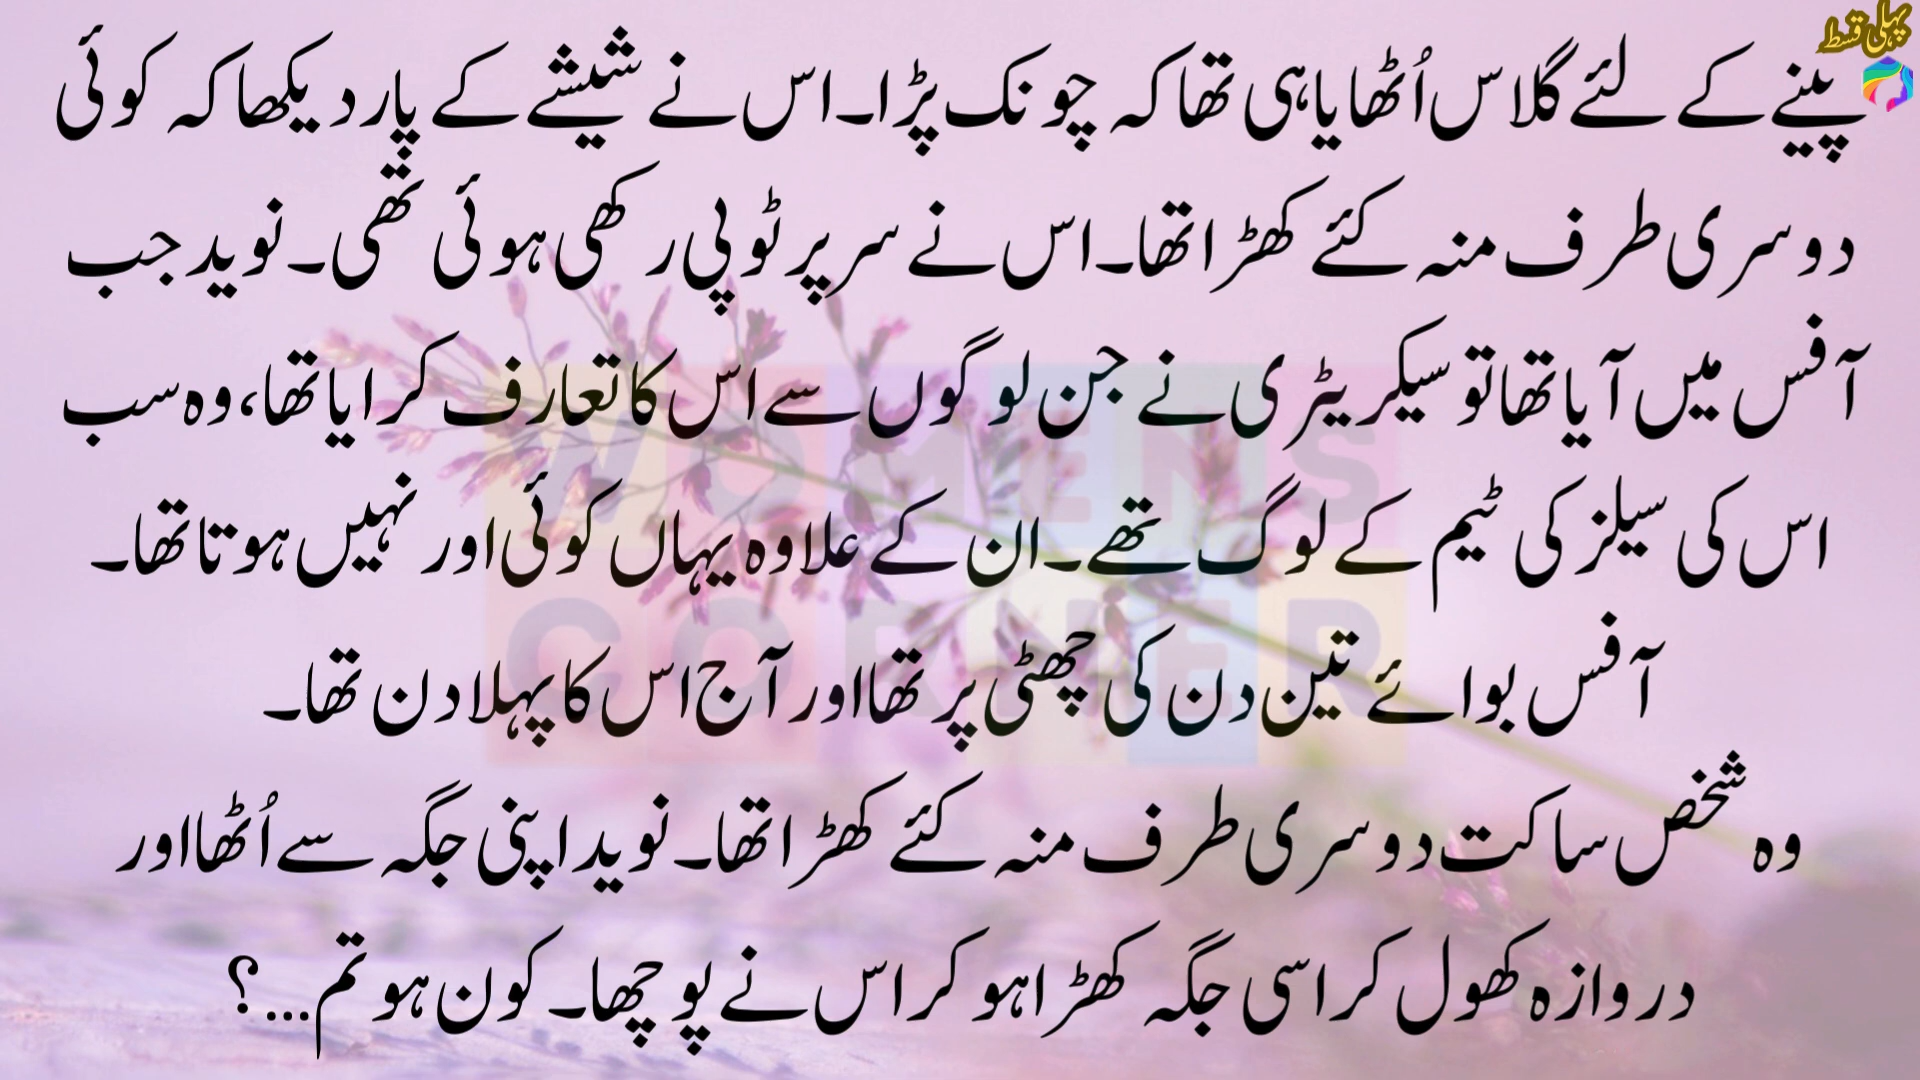 پہلی قسط
پینے کے لئے گلاس اُٹھایا ہی تھا کہ چونک پڑا۔ اس نے شیشے کے پار دیکھا کہ کوئی
دوسری طرف منہ کئے کھڑا تھا۔ اس نے سر پر ٹوپی رکھی ہوئی تھی۔ نوید جب
آفس میں آیا تھا تو سیکریٹری نے جن لوگوں سے اس کا تعارف کرایا تھا، وہ سب
اس کی سیلز کی ٹیم کے لوگ تھے۔ ان کے علاوہ یہاں کوئی اور نہیں ہوتا تھا۔
آفس بوائے تین دن کی چھٹی پر تھا اور آج اس کا پہلا دن تھا۔
وہ شخص ساکت دوسری طرف منہ کئے کھڑا تھا۔ نوید اپنی جگہ سے اُٹھا اور
دروازہ کھول کر اسی جگہ کھڑا ہو کر اس نے پوچھا۔ کون ہو تم...؟
WOMENS
CORNER